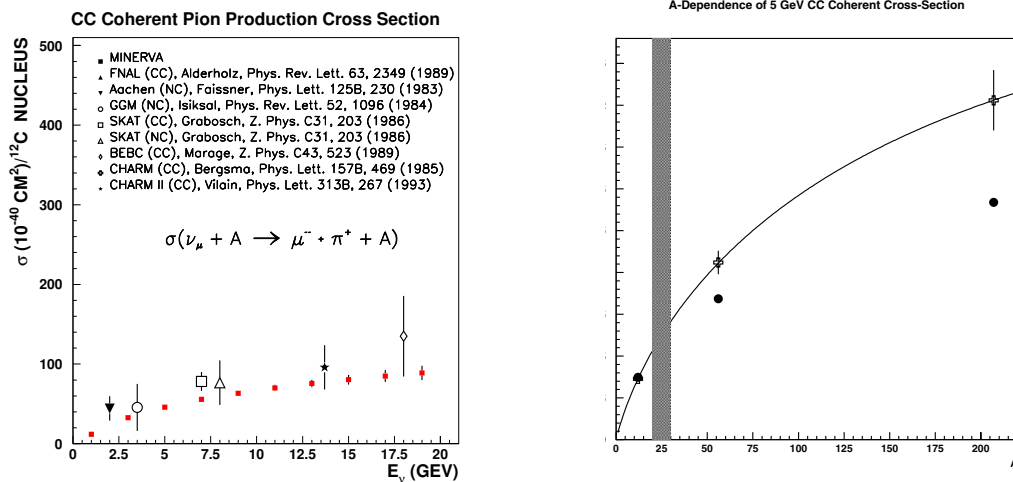 CC Coherent Pion Production Cross Section
σ (10⁻⁴⁰ CM²)/¹²C NUCLEUS
500
400
300
200
100
0
MINERVA
FNAL (CC), Alderholz, Phys. Rev. Lett. 63, 2349 (1989)
Aachen (NC), Faissner, Phys. Lett. 125B, 230 (1983)
GGM (NC), Isiksal, Phys. Rev. Lett. 52, 1096 (1984)
SKAT (CC), Grabosch, Z. Phys. C31, 203 (1986)
SKAT (NC), Grabosch, Z. Phys. C31, 203 (1986)
BEBC (CC), Marage, Z. Phys. C43, 523 (1989)
CHARM (CC), Bergsma, Phys. Lett. 157B, 469 (1985)
CHARM II (CC), Vilain, Phys. Lett. 313B, 267 (1993)
σ(ν_μ + A → μ⁻ + π⁺ + A)
0 2.5 5 7.5 10 12.5 15 17.5 20
E_ν (GEV)
A-Dependence of 5 GeV CC Coherent Cross-Section
0 25 50 75 100 125 150 175 200